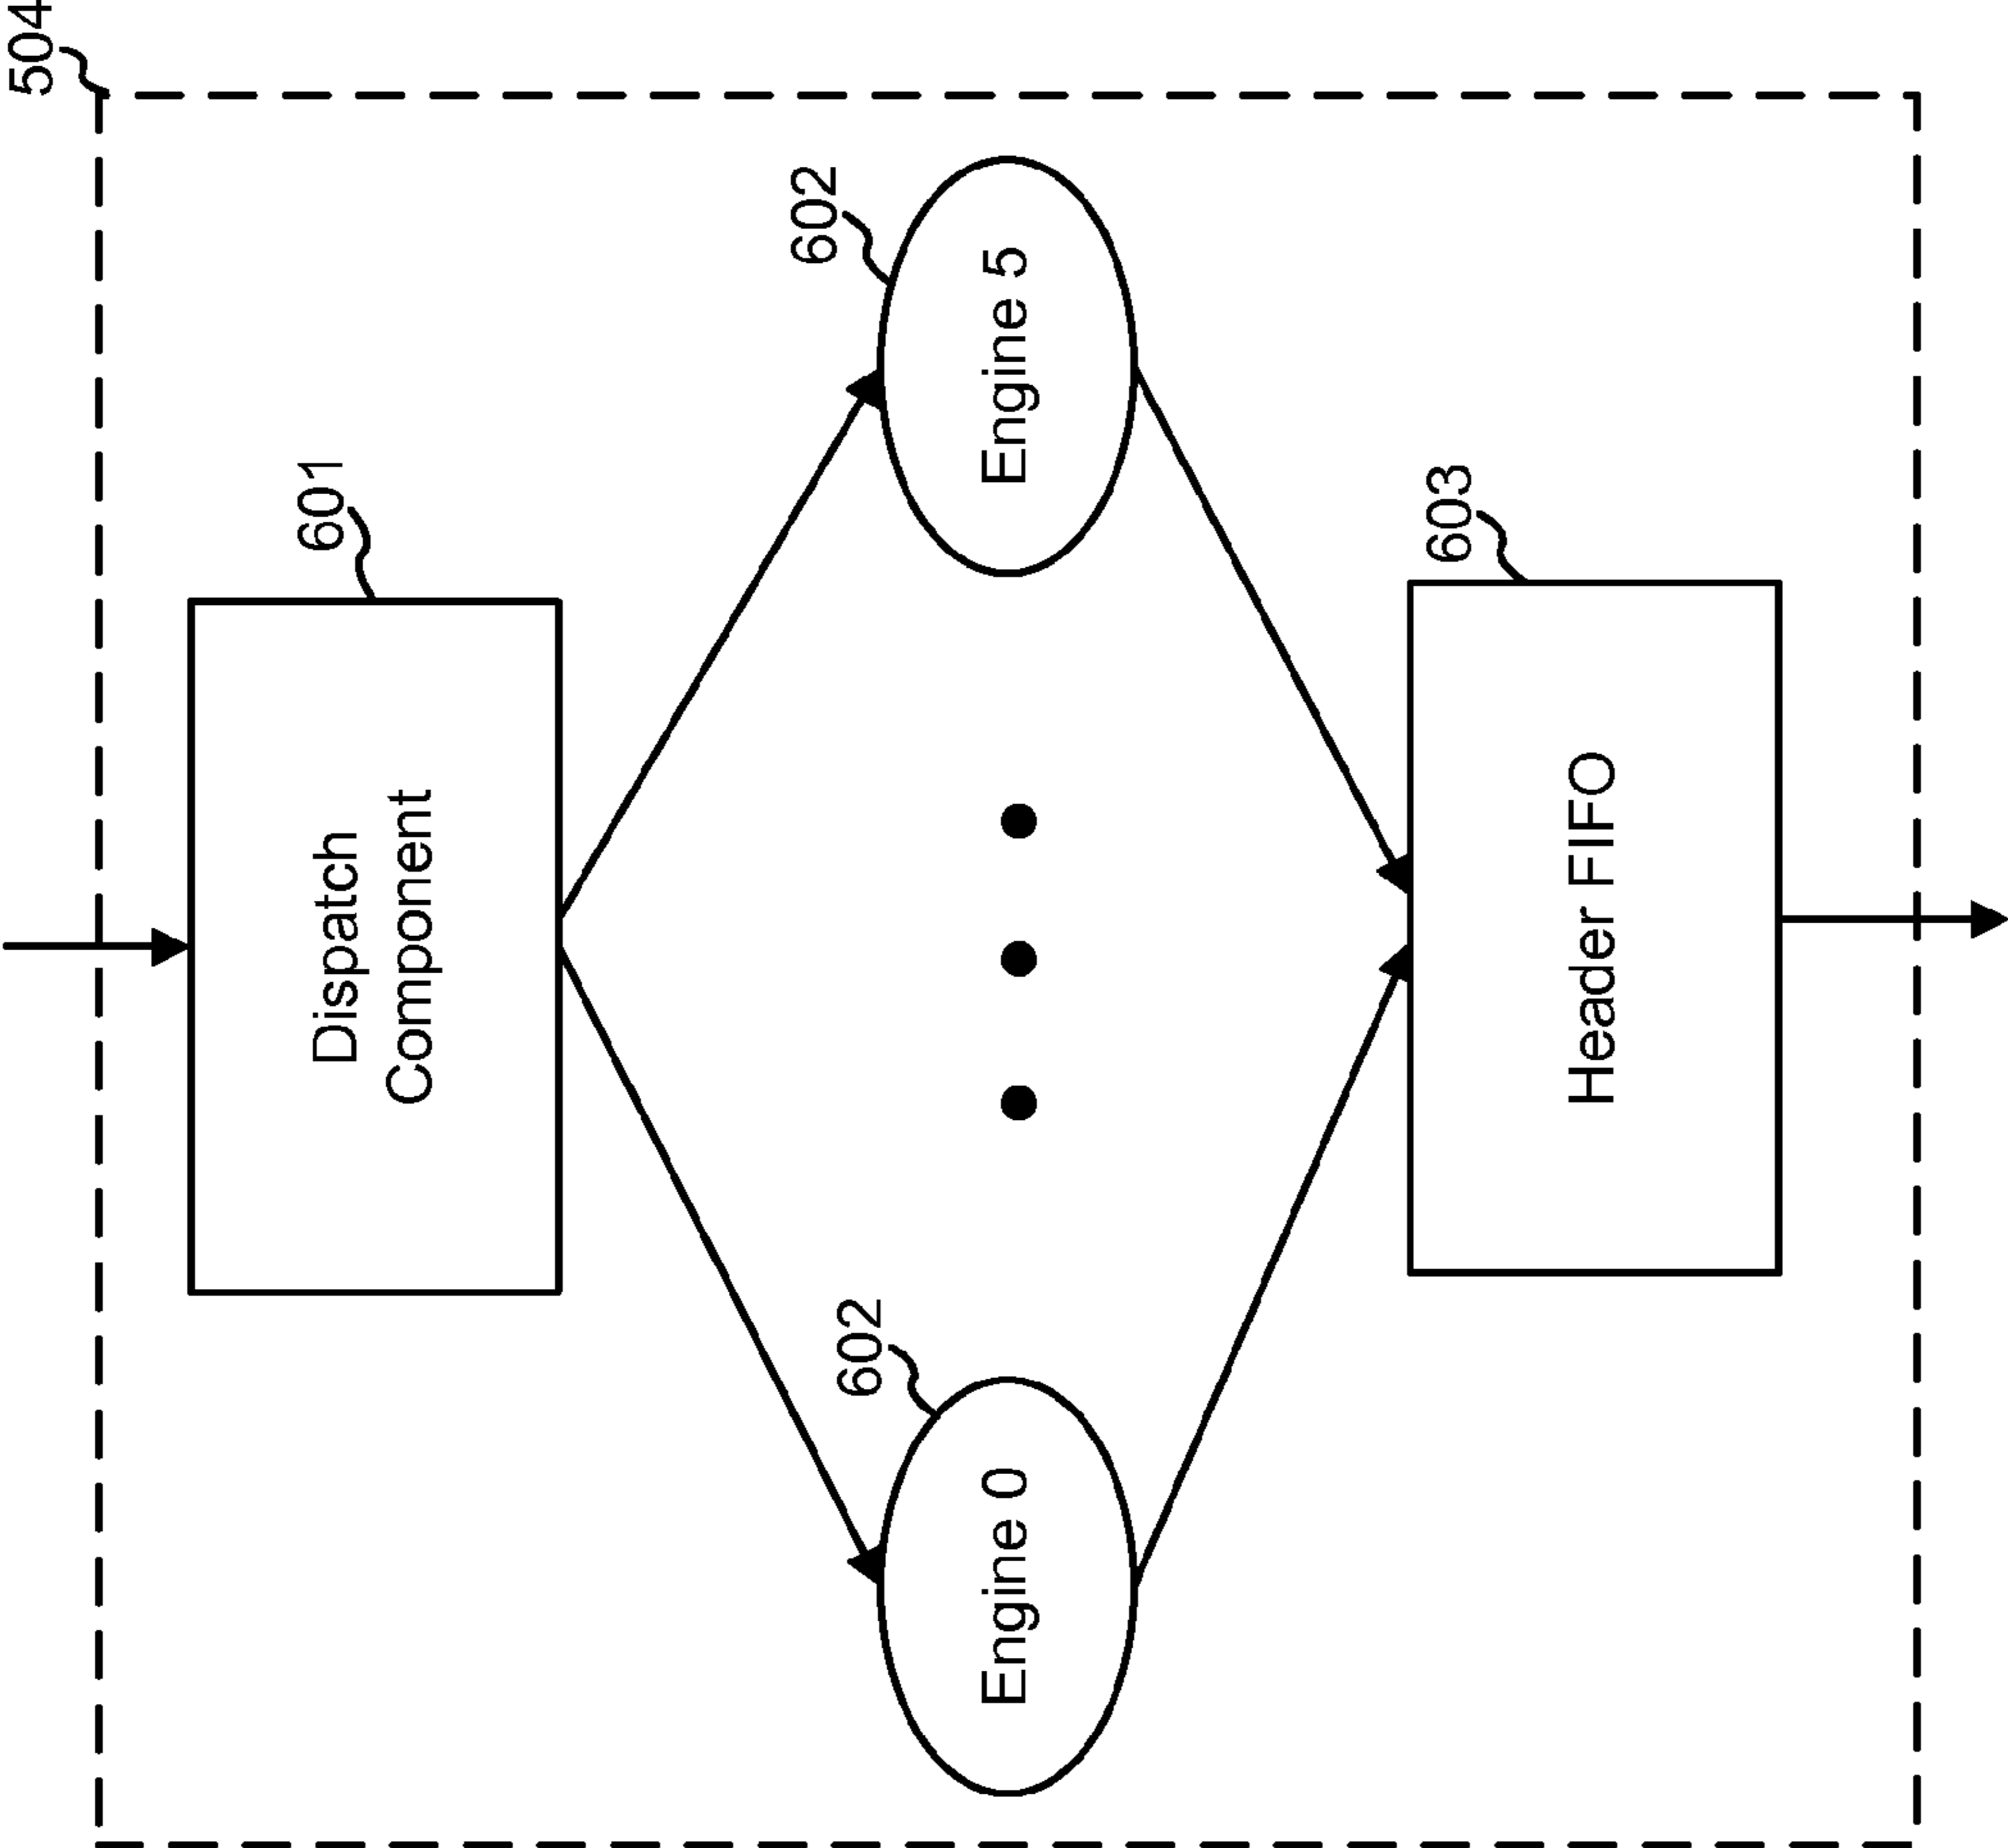 504
601
Dispatch
Component
602
Engine 0
602
Engine 5
603
Header FIFO